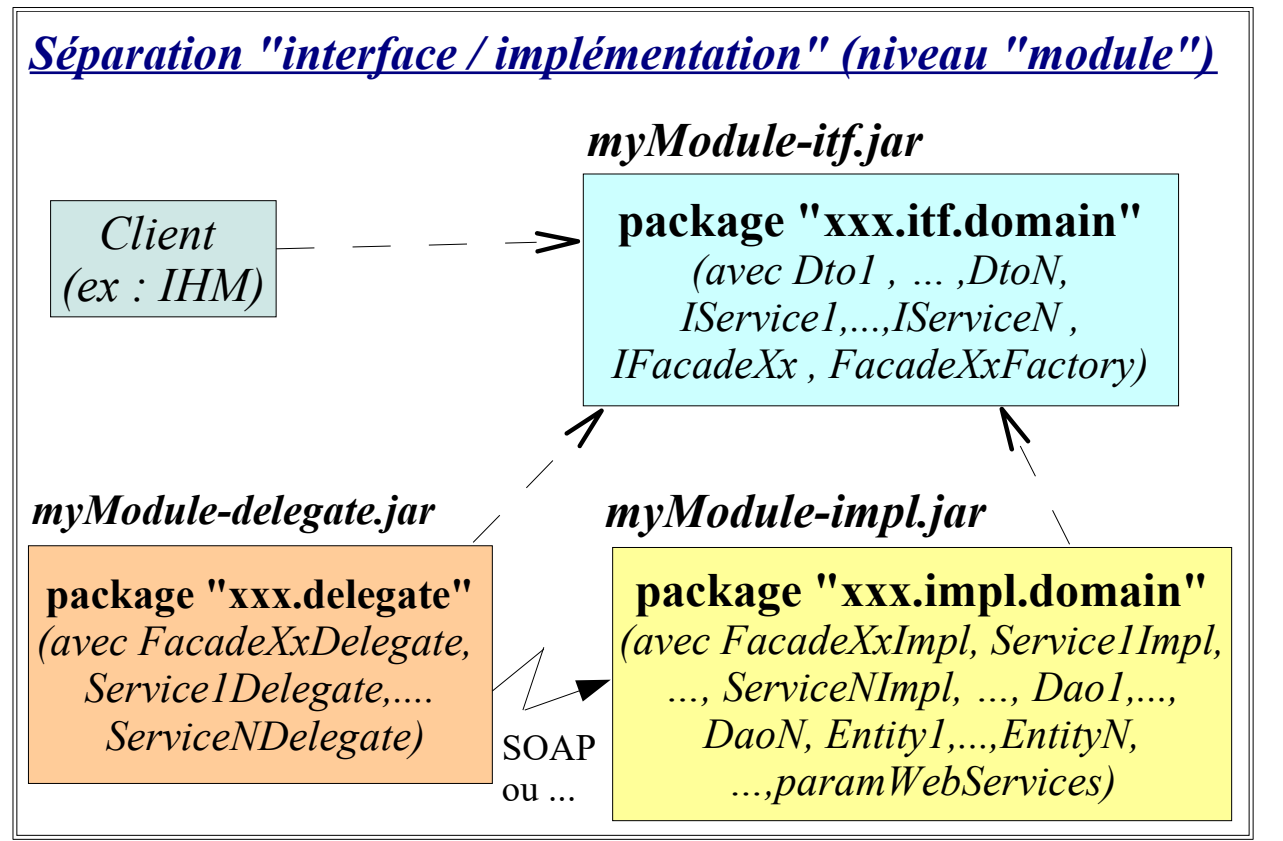 Séparation "interface / implémentation" (niveau "module")
myModule-itf.jar
Client
(ex : IHM)
package "xxx.itf.domain"
(avec Dto1 , ... ,DtoN,
IService1,...,IServiceN ,
IFacadeXx , FacadeXxFactory)
myModule-delegate.jar
package "xxx.delegate"
(avec FacadeXxDelegate,
Service1Delegate,....
ServiceNDelegate)
SOAP
ou ...
myModule-impl.jar
package "xxx.impl.domain"
(avec FacadeXxImpl, Service1Impl,
..., ServiceNImpl, ..., Dao1,...,
DaoN, Entity1,...,EntityN,
...,paramWebServices)